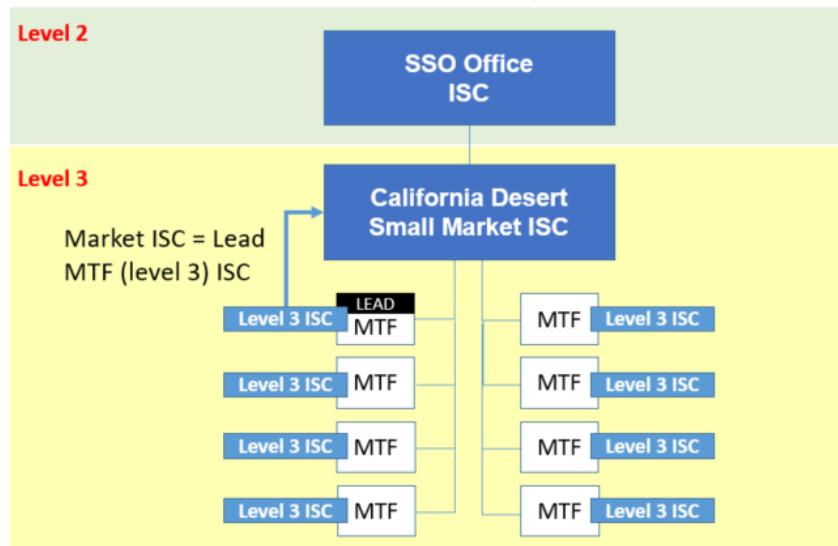 Level 2
SSO Office
ISC
Level 3
California Desert
Small Market ISC
Market ISC = Lead
MTF (level 3) ISC
LEAD
Level 3 ISC MTF
MTF Level 3 ISC
Level 3 ISC MTF
MTF Level 3 ISC
Level 3 ISC MTF
MTF Level 3 ISC
Level 3 ISC MTF
MTF Level 3 ISC